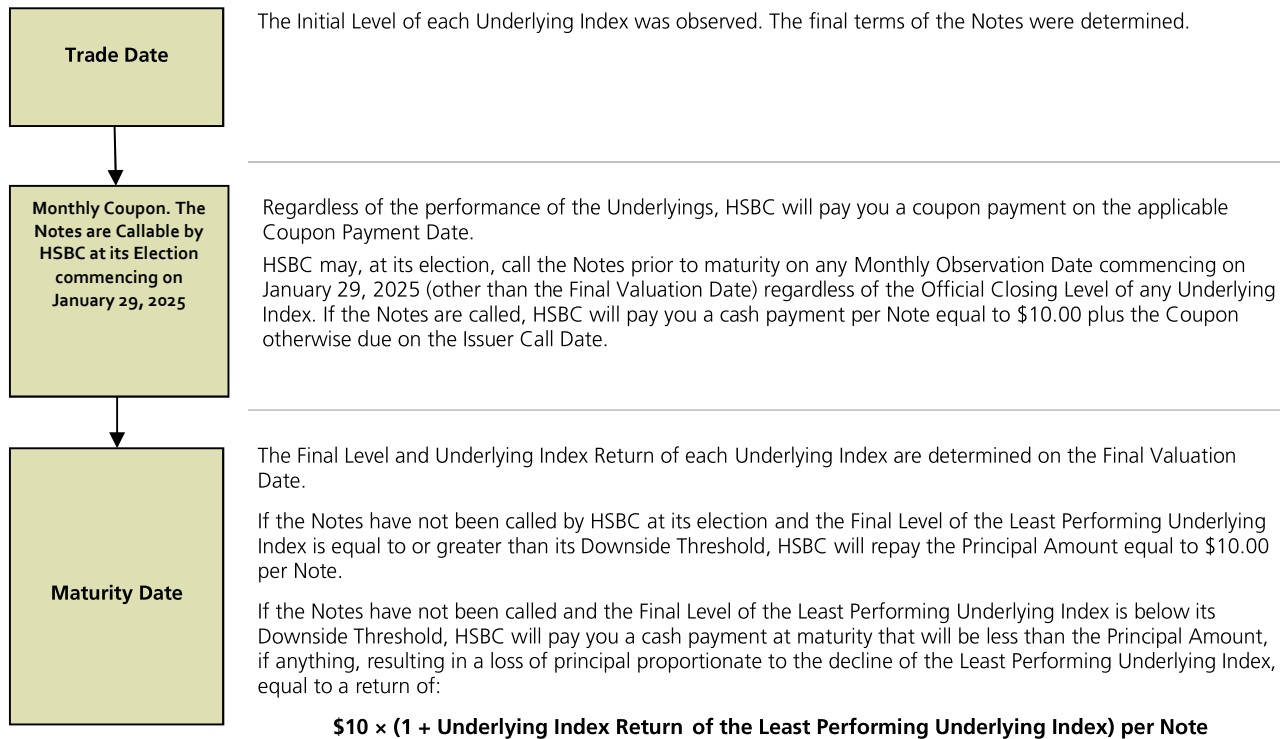 Trade Date
The Initial Level of each Underlying Index was observed. The final terms of the Notes were determined.
Monthly Coupon. The
Notes are Callable by
HSBC at its Election
commencing on
January 29, 2025
Regardless of the performance of the Underlyings, HSBC will pay you a coupon payment on the applicable
Coupon Payment Date.
HSBC may, at its election, call the Notes prior to maturity on any Monthly Observation Date commencing on
January 29, 2025 (other than the Final Valuation Date) regardless of the Official Closing Level of any Underlying
Index. If the Notes are called, HSBC will pay you a cash payment per Note equal to $10.00 plus the Coupon
otherwise due on the Issuer Call Date.
Maturity Date
The Final Level and Underlying Index Return of each Underlying Index are determined on the Final Valuation
Date.
If the Notes have not been called by HSBC at its election and the Final Level of the Least Performing Underlying
Index is equal to or greater than its Downside Threshold, HSBC will repay the Principal Amount equal to $10.00
per Note.
If the Notes have not been called and the Final Level of the Least Performing Underlying Index is below its
Downside Threshold, HSBC will pay you a cash payment at maturity that will be less than the Principal Amount,
if anything, resulting in a loss of principal proportionate to the decline of the Least Performing Underlying Index,
equal to a return of:
$10 × (1 + Underlying Index Return of the Least Performing Underlying Index) per Note